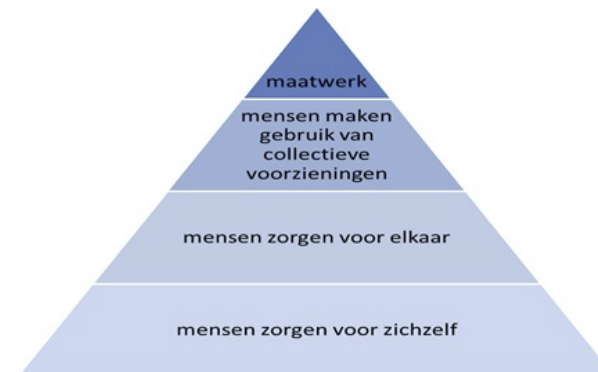 maatwerk
mensen maken
gebruik van
collectieve
voorzieningen
mensen zorgen voor elkaar
mensen zorgen voor zichzelf